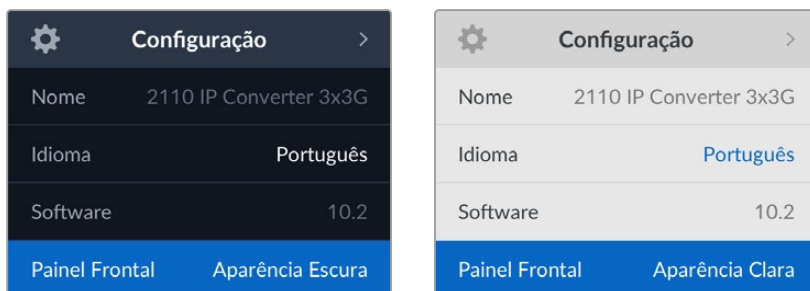 Configuração
Nome 2110 IP Converter 3x3G
Idioma Português
Software 10.2
Painel Frontal Aparência Escura
Configuração
Nome 2110 IP Converter 3x3G
Idioma Português
Software 10.2
Painel Frontal Aparência Clara